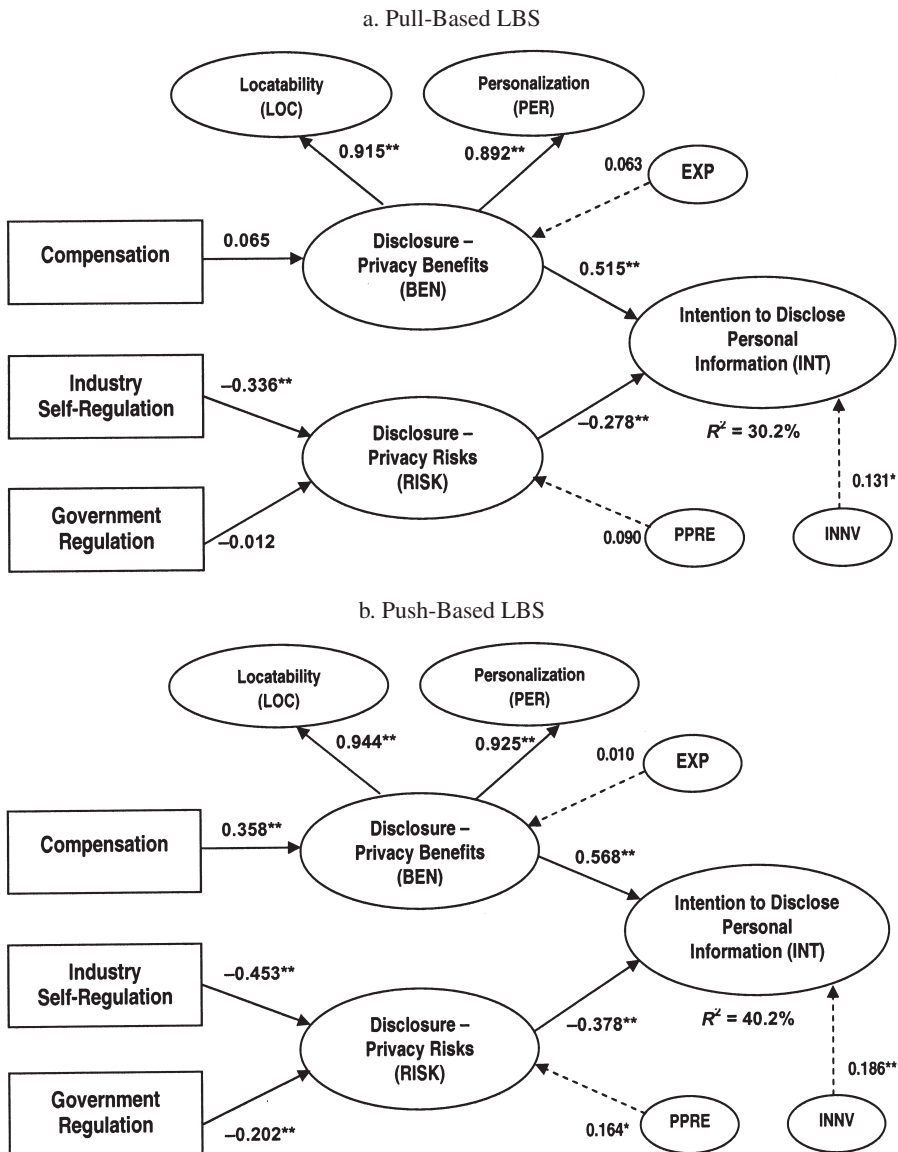 a. Pull-Based LBS
Locatability
(LOC)
Personalization
(PER)
0.915**
0.892**
0.063
EXP
Compensation
0.065
Disclosure –
Privacy Benefits
(BEN)
0.515**
Intention to Disclose
Personal
Information (INT)
Industry
Self-Regulation
–0.336**
Disclosure –
Privacy Risks
(RISK)
–0.278**
R² = 30.2%
Government
Regulation
–0.012
0.090
PPRE
0.131*
INNV
b. Push-Based LBS
Locatability
(LOC)
Personalization
(PER)
0.944**
0.925**
0.010
EXP
Compensation
0.358**
Disclosure –
Privacy Benefits
(BEN)
0.568**
Intention to Disclose
Personal
Information (INT)
Industry
Self-Regulation
–0.453**
Disclosure –
Privacy Risks
(RISK)
–0.378**
R² = 40.2%
Government
Regulation
–0.202**
0.164*
PPRE
0.186**
INNV